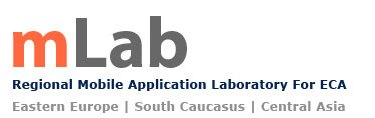 mLab
Regional Mobile Application Laboratory For ECA
Eastern Europe | South Caucasus | Central Asia